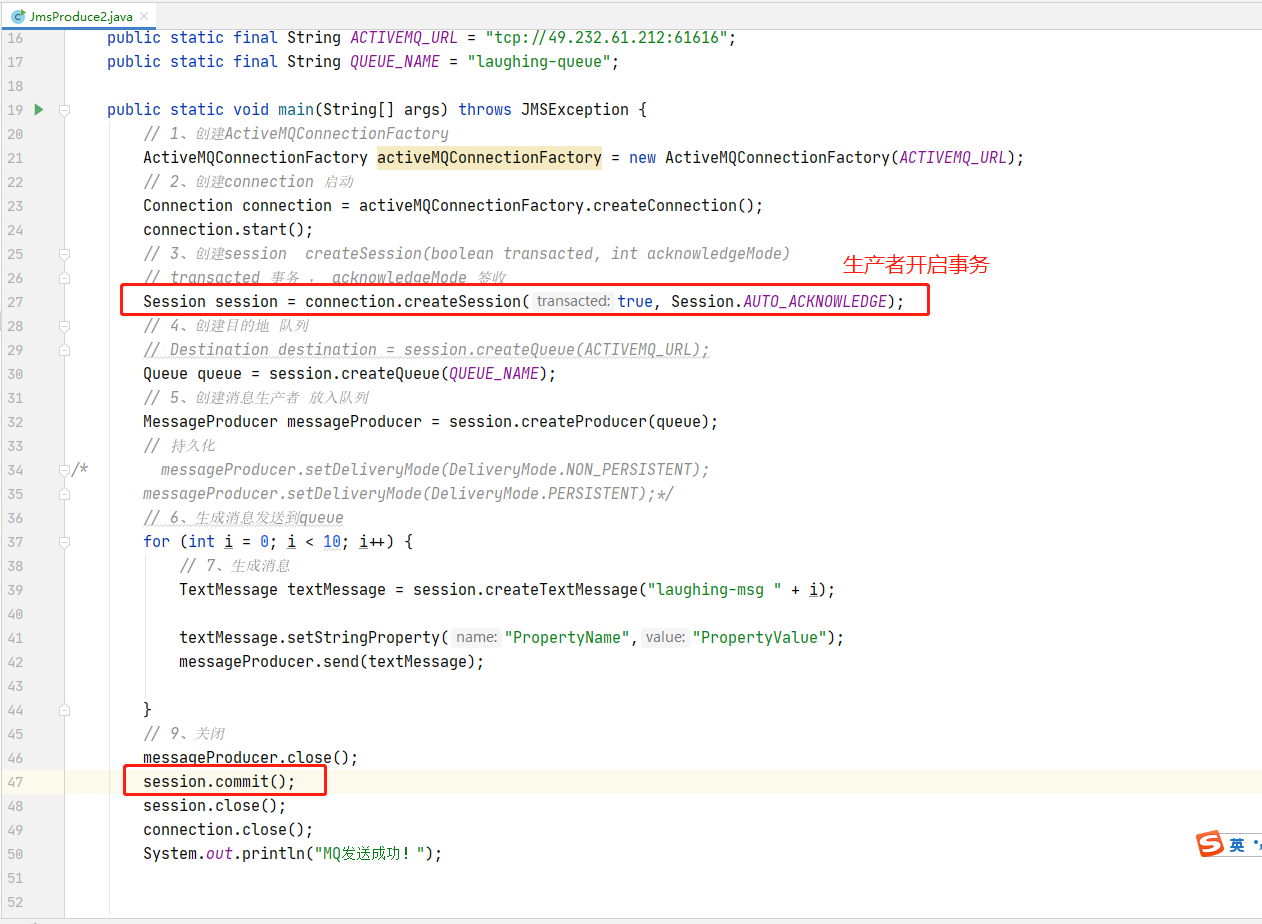 JmsProduce2.java
16 public static final String ACTIVEMQ_URL = "tcp://49.232.61.212:61616";
17 public static final String QUEUE_NAME = "laughing-queue";
18
19 public static void main(String[] args) throws JMSException {
20 // 1、创建ActiveMQConnectionFactory
21 ActiveMQConnectionFactory activeMQConnectionFactory = new ActiveMQConnectionFactory(ACTIVEMQ_URL);
22 // 2、创建connection 启动
23 Connection connection = activeMQConnectionFactory.createConnection();
24 connection.start();
25 // 3、创建session createSession(boolean transacted, int acknowledgeMode)
生产者开启事务
26 // transacted 事务 , acknowledgeMode 签收
27 Session session = connection.createSession( transacted: true, Session.AUTO_ACKNOWLEDGE);
28 // 4、创建目的地 队列
29 // Destination destination = session.createQueue(ACTIVEMQ_URL);
30 Queue queue = session.createQueue(QUEUE_NAME);
31 // 5、创建消息生产者 放入队列
32 MessageProducer messageProducer = session.createProducer(queue);
33 // 持久化
34 /* messageProducer.setDeliveryMode(DeliveryMode.NON_PERSISTENT);
35 messageProducer.setDeliveryMode(DeliveryMode.PERSISTENT);*/
36 // 6、生成消息发送到queue
37 for (int i = 0; i < 10; i++) {
38 // 7、生成消息
39 TextMessage textMessage = session.createTextMessage("laughing-msg " + i);
40
41 textMessage.setStringProperty( name: "PropertyName", value: "PropertyValue");
42 messageProducer.send(textMessage);
43
44 }
45 // 9、关闭
46 messageProducer.close();
47 session.commit();
48 session.close();
49 connection.close();
50 System.out.println("MQ发送成功！");
51
52
英